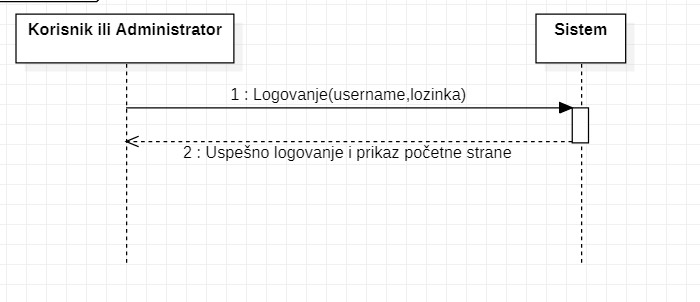 Korisnik ili Administrator
Sistem
1 : Logovanje(username,lozinka)
2 : Uspešno logovanje i prikaz početne strane